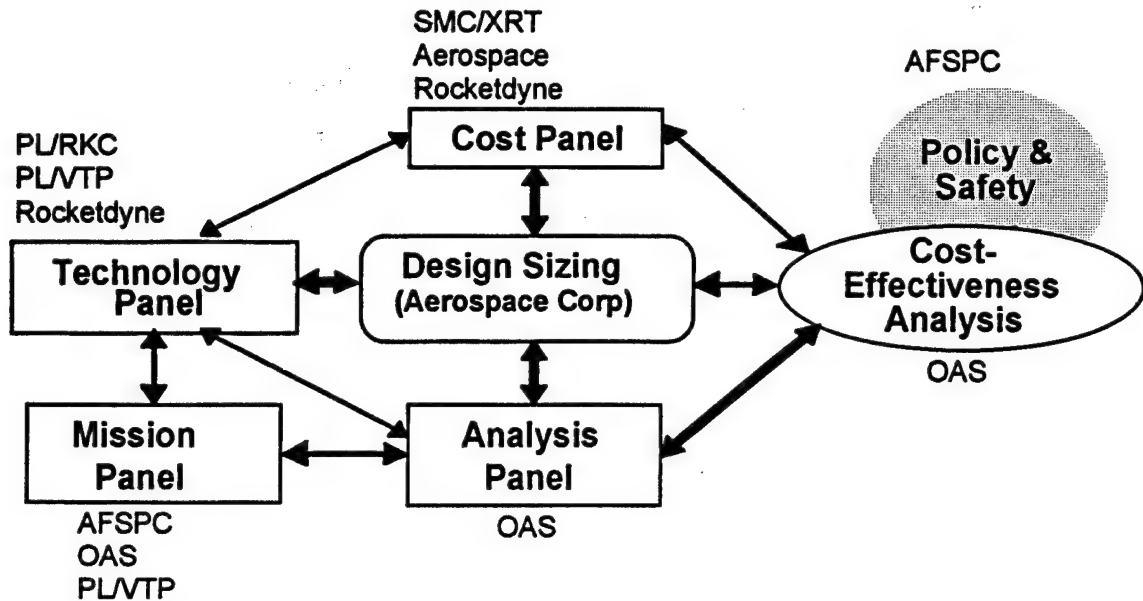 SMC/XRT
Aerospace
Rocketdyne
Cost Panel
AFSPC
Policy &
Safety
PL/RKC
PL/VTP
Rocketdyne
Technology
Panel
Design Sizing
(Aerospace Corp)
Cost-
Effectiveness
Analysis
OAS
Mission
Panel
AFSPC
OAS
PL/VTP
Analysis
Panel
OAS